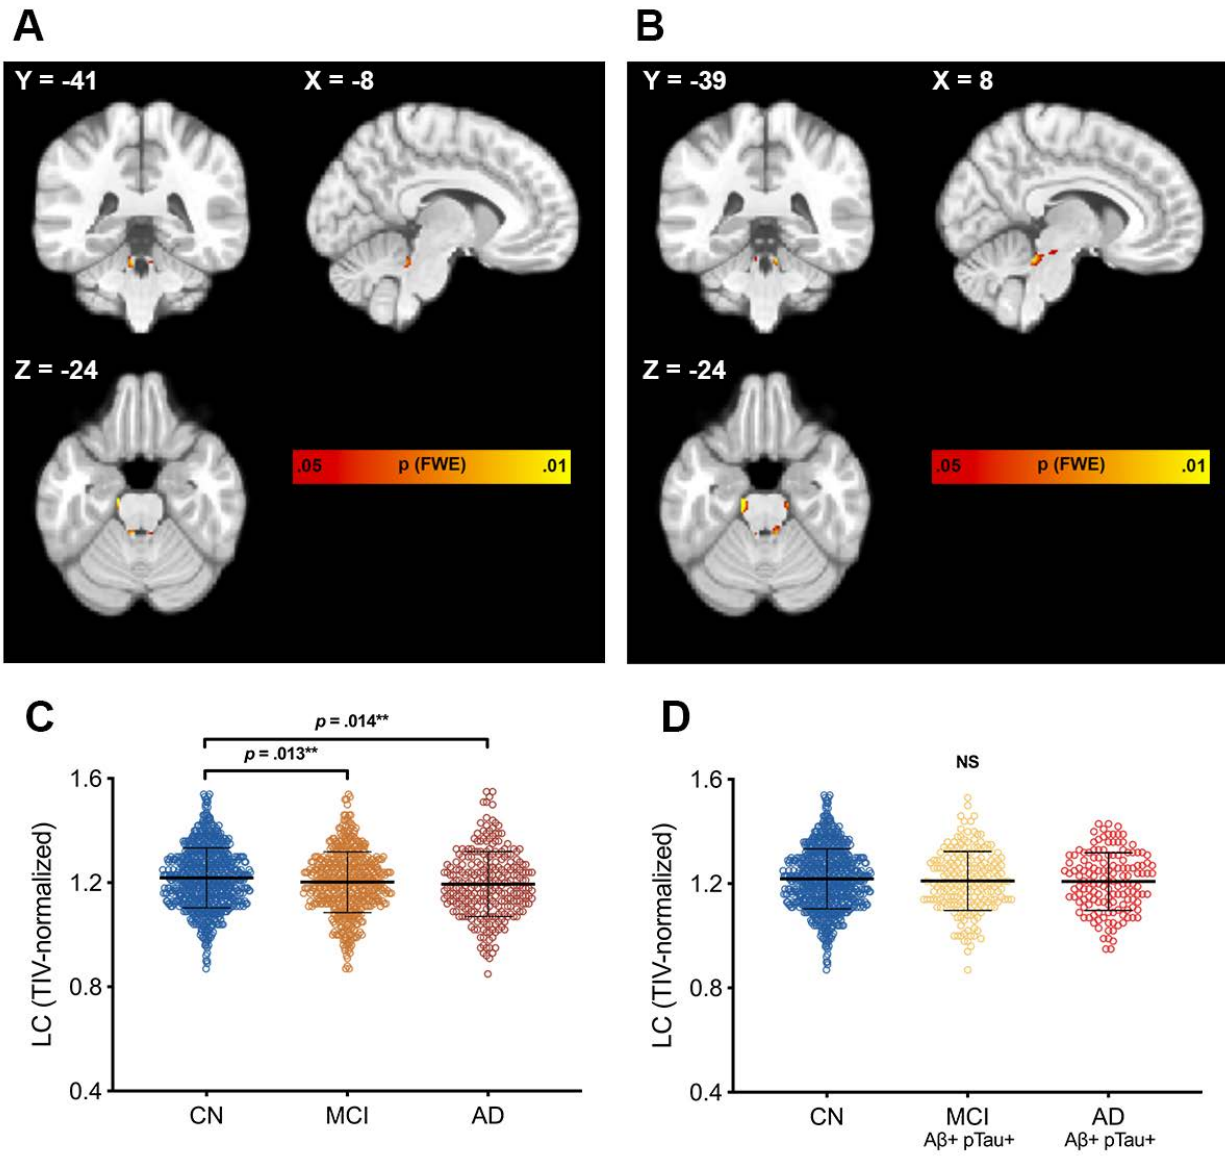 A
B
Y = -41
X = -8
Y = -39
X = 8
Z = -24
Z = -24
.05 p (FWE) .01
.05 p (FWE) .01
C
D
p = .014**
p = .013**
NS
1.6
1.2
0.8
0.4
LC (TIV-normalized)
CN
MCI
AD
1.6
1.2
0.8
0.4
LC (TIV-normalized)
CN
MCI
Aβ+ pTau+
AD
Aβ+ pTau+